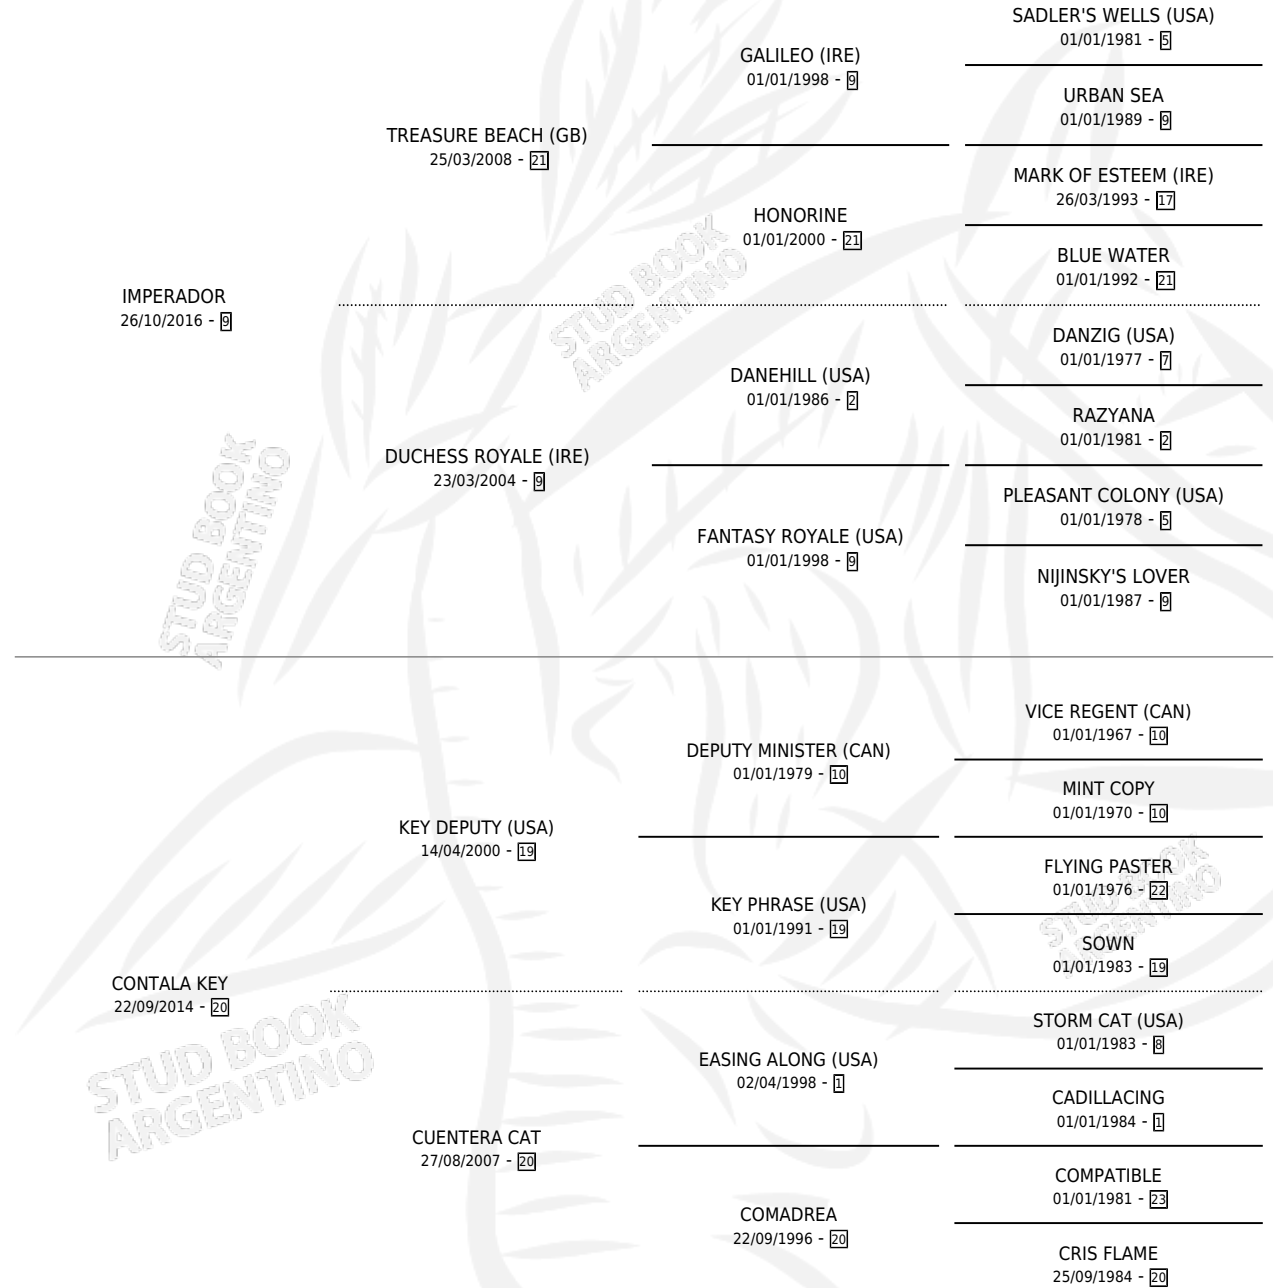 SADLER'S WELLS (USA)
01/01/1981 - 5
GALILEO (IRE)
01/01/1998 - 9
URBAN SEA
01/01/1989 - 9
TREASURE BEACH (GB)
25/03/2008 - 21
MARK OF ESTEEM (IRE)
26/03/1993 - 17
HONORINE
01/01/2000 - 21
BLUE WATER
01/01/1992 - 21
IMPERADOR
26/10/2016 - 9
STUD BOOK
ARGENTINO
DANZIG (USA)
01/01/1977 - 7
DANEHILL (USA)
01/01/1986 - 2
RAZYANA
01/01/1981 - 2
DUCHESS ROYALE (IRE)
23/03/2004 - 9
PLEASANT COLONY (USA)
01/01/1978 - 5
FANTASY ROYALE (USA)
01/01/1998 - 9
NIJINSKY'S LOVER
01/01/1987 - 9
STUD BOOK
ARGENTINO
VICE REGENT (CAN)
01/01/1967 - 10
DEPUTY MINISTER (CAN)
01/01/1979 - 10
MINT COPY
01/01/1970 - 10
KEY DEPUTY (USA)
14/04/2000 - 19
FLYING PASTER
01/01/1976 - 22
KEY PHRASE (USA)
01/01/1991 - 19
SOWN
01/01/1983 - 19
STUD BOOK
ARGENTINO
CONTALA KEY
22/09/2014 - 20
STORM CAT (USA)
01/01/1983 - 8
EASING ALONG (USA)
02/04/1998 - 1
CADILLACING
01/01/1984 - 1
STUD BOOK
ARGENTINO
CUENTERA CAT
27/08/2007 - 20
COMPATIBLE
01/01/1981 - 23
COMADREA
22/09/1996 - 20
CRIS FLAME
25/09/1984 - 20